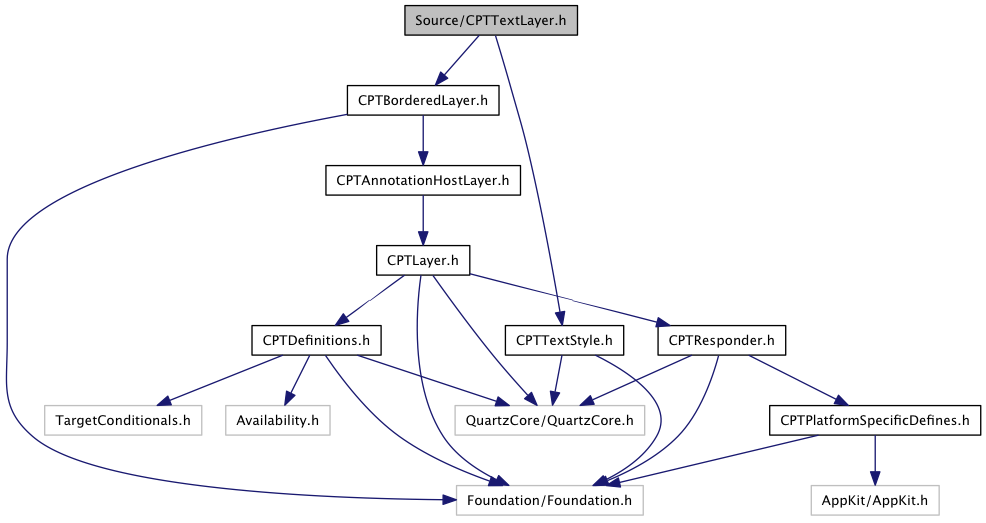 Source/CPTTextLayer.h
CPTBorderedLayer.h
CPTAnnotationHostLayer.h
CPTLayer.h
CPTDefinitions.h
CPTTextStyle.h
CPTResponder.h
TargetConditionals.h
Availability.h
QuartzCore/QuartzCore.h
CPTPlatformSpecificDefines.h
Foundation/Foundation.h
AppKit/AppKit.h